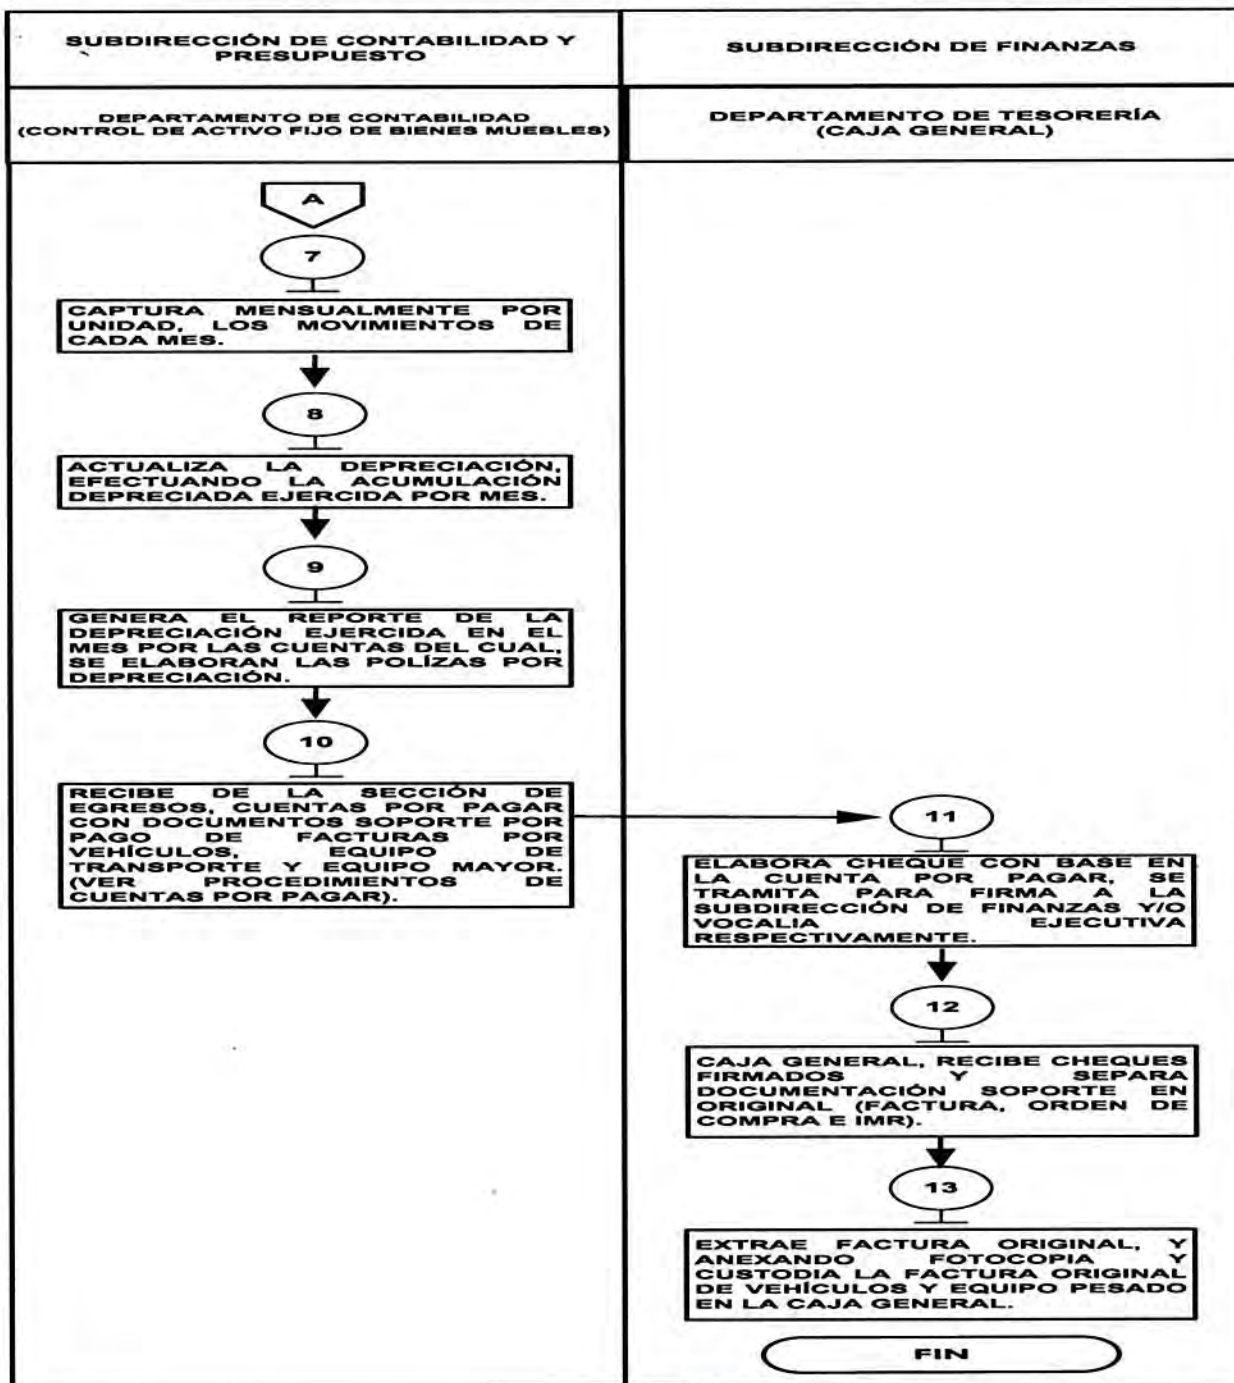 SUBDIRECCIÓN DE CONTABILIDAD Y
PRESUPUESTO
SUBDIRECCIÓN DE FINANZAS
DEPARTAMENTO DE CONTABILIDAD
(CONTROL DE ACTIVO FIJO DE BIENES MUEBLES)
DEPARTAMENTO DE TESORERÍA
(CAJA GENERAL)
A
7
CAPTURA MENSUALMENTE POR
UNIDAD, LOS MOVIMIENTOS DE
CADA MES.
8
ACTUALIZA LA DEPRECIACIÓN,
EFECTUANDO LA ACUMULACIÓN
DEPRECIADA EJERCIDA POR MES.
9
GENERA EL REPORTE DE LA
DEPRECIACIÓN EJERCIDA EN EL
MES POR LAS CUENTAS DEL CUAL,
SE ELABORAN LAS POLÍZAS POR
DEPRECIACIÓN.
10
RECIBE DE LA SECCIÓN DE
EGRESOS, CUENTAS POR PAGAR
CON DOCUMENTOS SOPORTE POR
PAGO DE FACTURAS POR
VEHÍCULOS, EQUIPO DE
TRANSPORTE Y EQUIPO MAYOR.
(VER PROCEDIMIENTOS DE
CUENTAS POR PAGAR).
11
ELABORA CHEQUE CON BASE EN
LA CUENTA POR PAGAR, SE
TRAMITA PARA FIRMA A LA
SUBDIRECCIÓN DE FINANZAS Y/O
VOCALIA EJECUTIVA
RESPECTIVAMENTE.
12
CAJA GENERAL, RECIBE CHEQUES
FIRMADOS Y SEPARA
DOCUMENTACIÓN SOPORTE EN
ORIGINAL (FACTURA, ORDEN DE
COMPRA E IMR).
13
EXTRAE FACTURA ORIGINAL, Y
ANEXANDO FOTOCOPIA Y
CUSTODIA LA FACTURA ORIGINAL
DE VEHÍCULOS Y EQUIPO PESADO
EN LA CAJA GENERAL.
FIN